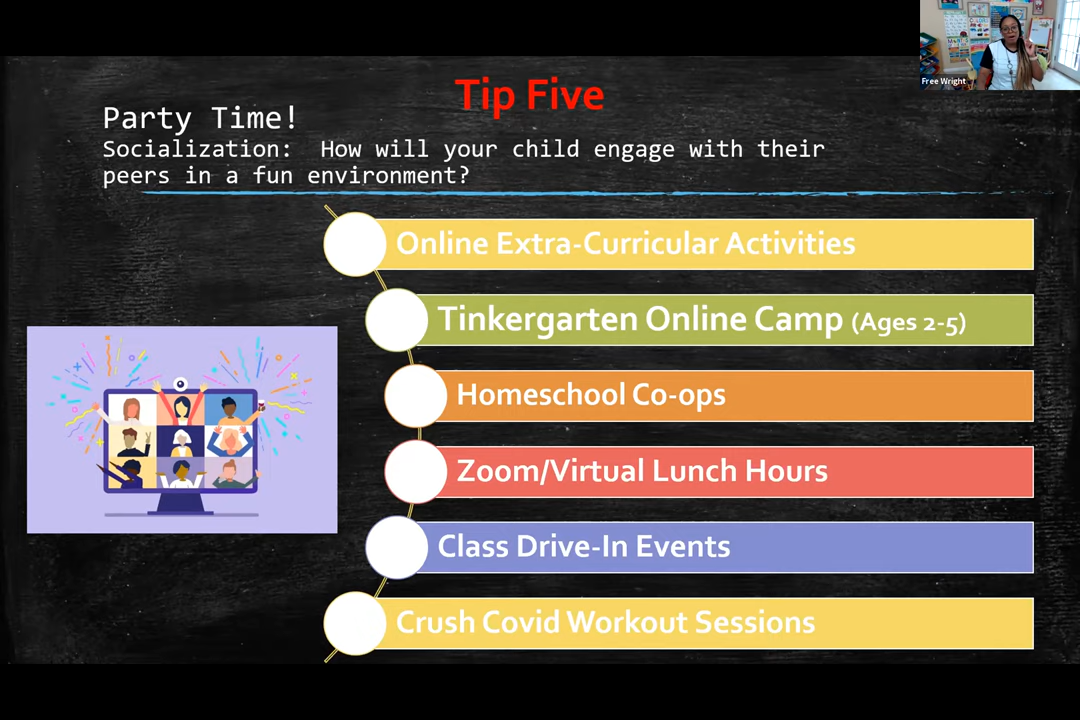 Free Wright
Tip Five
Party Time!
Socialization:  How will your child engage with their
peers in a fun environment?
Online Extra-Curricular Activities
Tinkergarten Online Camp (Ages 2-5)
Homeschool Co-ops
Zoom/Virtual Lunch Hours
Class Drive-In Events
Crush Covid Workout Sessions